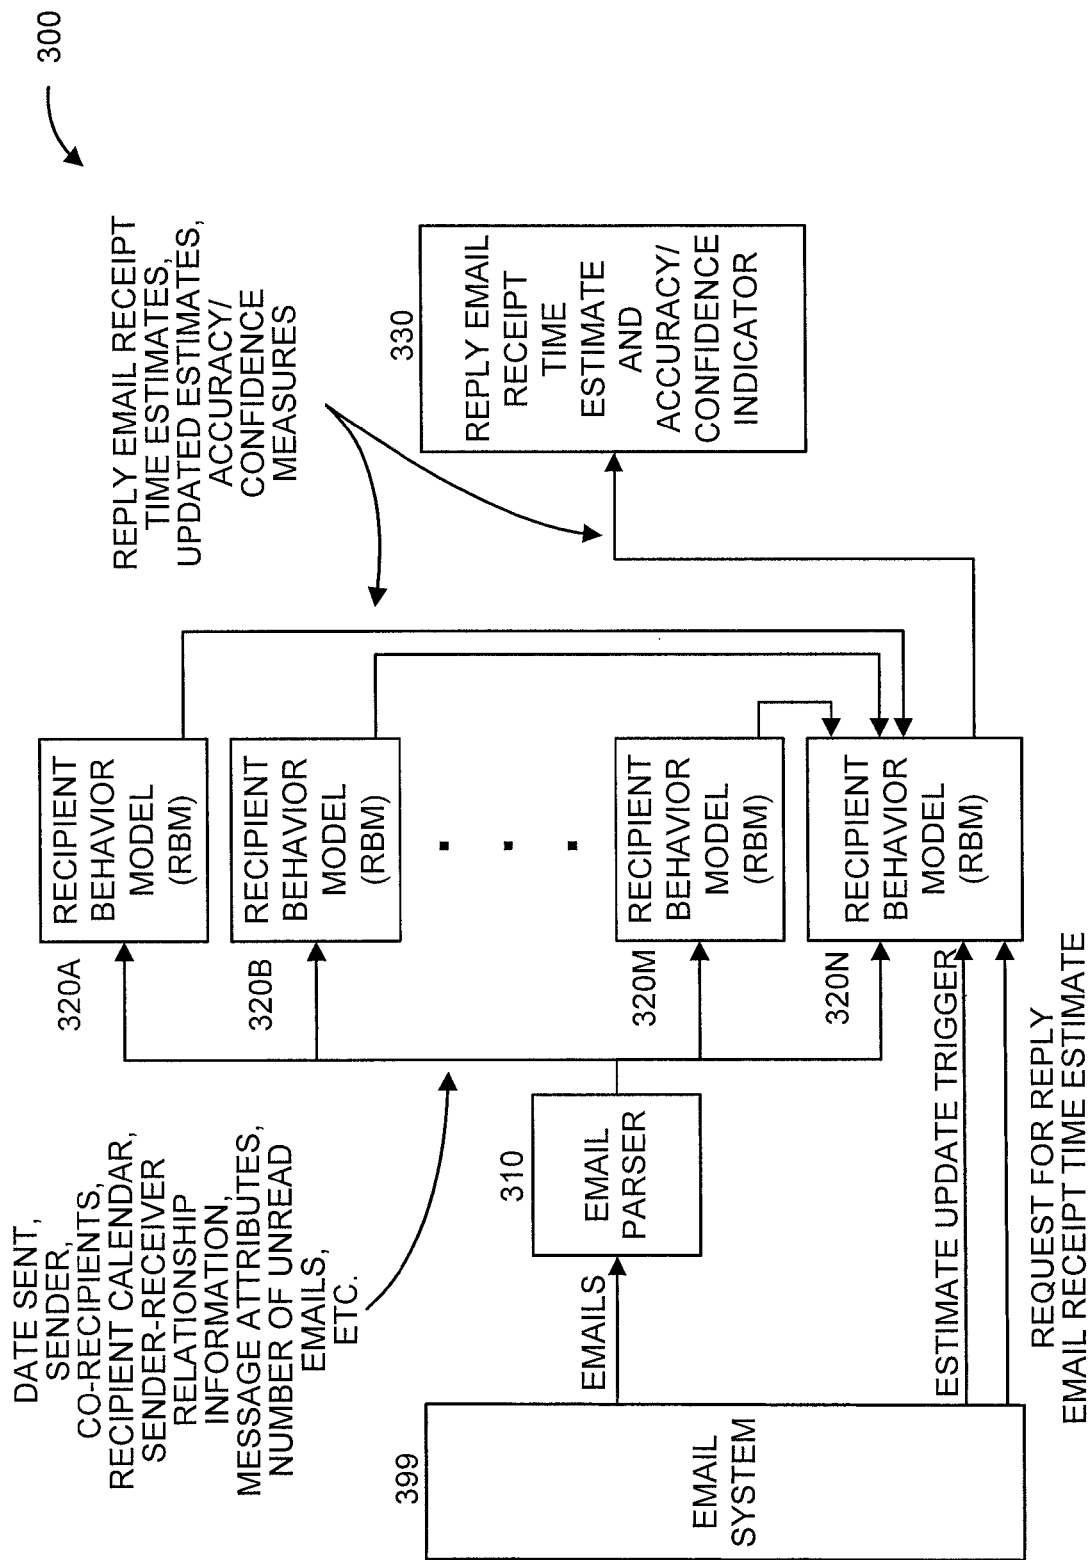 300
REPLY EMAIL RECEIPT
TIME ESTIMATES,
UPDATED ESTIMATES,
ACCURACY/
CONFIDENCE
MEASURES
330
REPLY EMAIL
RECEIPT
TIME
ESTIMATE
AND
ACCURACY/
CONFIDENCE
INDICATOR
320A
RECIPIENT
BEHAVIOR
MODEL
(RBM)
320B
RECIPIENT
BEHAVIOR
MODEL
(RBM)
320M
RECIPIENT
BEHAVIOR
MODEL
(RBM)
320N
RECIPIENT
BEHAVIOR
MODEL
(RBM)
DATE SENT,
SENDER,
CO-RECIPIENTS,
RECIPIENT CALENDAR,
SENDER-RECEIVER
RELATIONSHIP
INFORMATION,
MESSAGE ATTRIBUTES,
NUMBER OF UNREAD
EMAILS,
ETC.
310
EMAIL
PARSER
EMAILS
ESTIMATE UPDATE TRIGGER
REQUEST FOR REPLY
EMAIL RECEIPT TIME ESTIMATE
399
EMAIL
SYSTEM